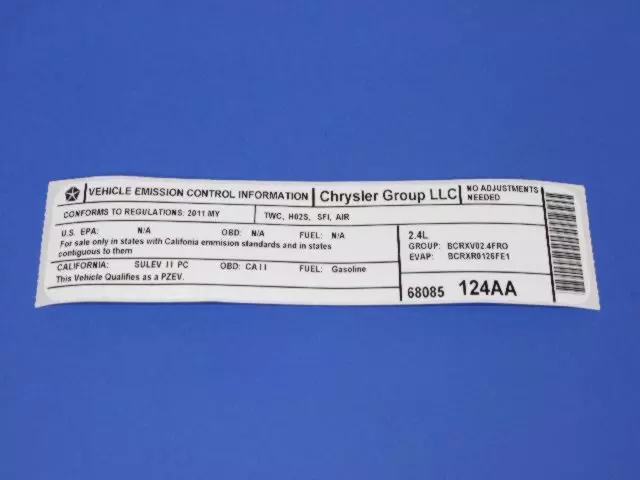 VEHICLE EMISSION CONTROL INFORMATION Chrysler Group LLC NO ADJUSTMENTS NEEDED
CONFORMS TO REGULATIONS: 2011 MY TWC, H02S, SFI, AIR
U.S. EPA: N/A OBD: N/A FUEL: N/A
For sale only in states with Califonia emmission standards and in states
contiguous to them
CALIFORNIA: SULEV II PC OBD: CA II FUEL: Gasoline
This Vehicle Qualifies as a PZEV.
2.4L
GROUP: BCRXV02.4FRO
EVAP: BCRXR0126FE1
68085 124AA